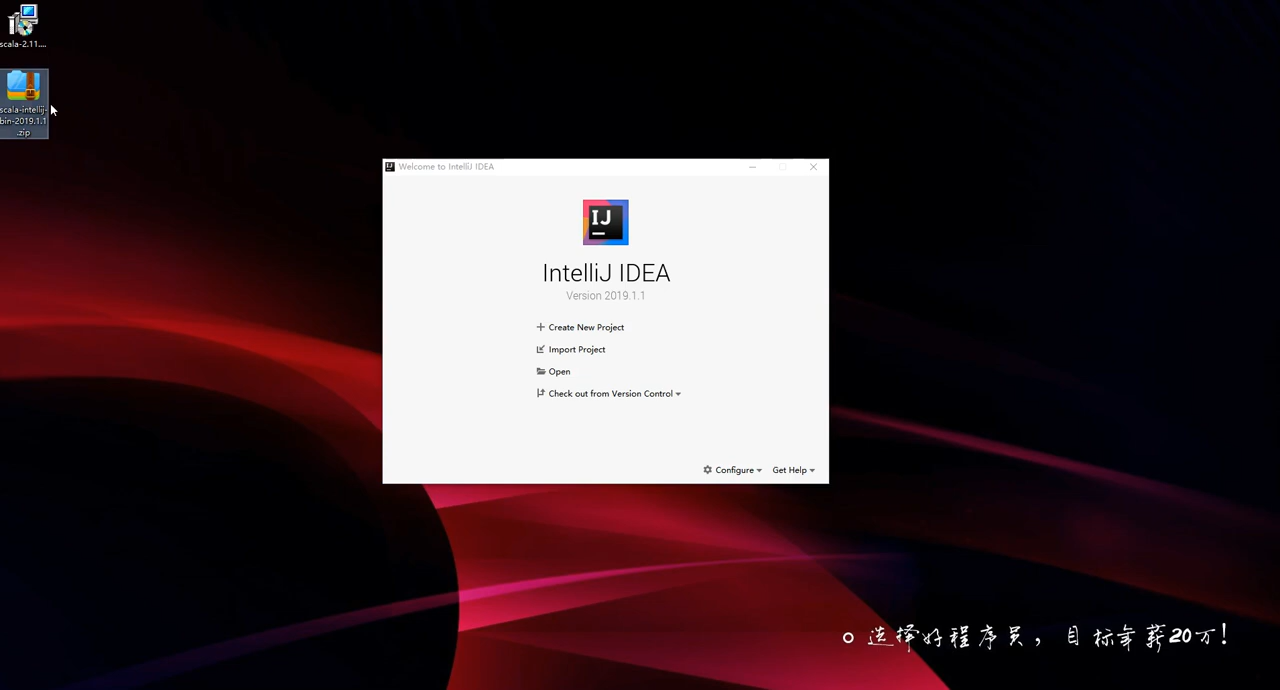 scala-2.11....
scala-intellij-
bin-2019.1.1
.zip
Welcome to IntelliJ IDEA
IJ
IntelliJ IDEA
Version 2019.1.1
Create New Project
Import Project
Open
Check out from Version Control
Configure
Get Help
选择好程序员，目标年薪20万!